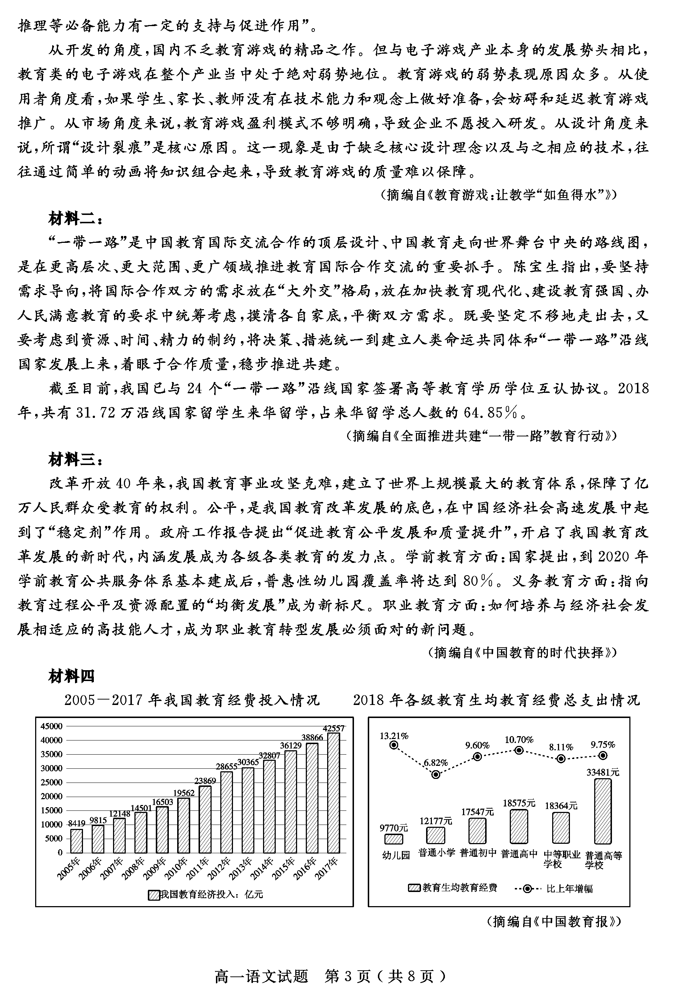 推理等必备能力有一定的支持与促进作用”。
从开发的角度,国内不乏教育游戏的精品之作。但与电子游戏产业本身的发展势头相比,
教育类的电子游戏在整个产业当中处于绝对弱势地位。教育游戏的弱势表现原因众多。从使
用者角度看,如果学生、家长、教师没有在技术能力和观念上做好准备,会妨碍和延迟教育游戏
推广。从市场角度来说,教育游戏盈利模式不够明确,导致企业不愿投入研发。从设计角度来
说,所谓“设计裂痕”是核心原因。这一现象是由于缺乏核心设计理念以及与之相应的技术,往
往通过简单的动画将知识组合起来,导致教育游戏的质量难以保障。
(摘编自《教育游戏:让教学“如鱼得水”》)
材料二:
“一带一路”是中国教育国际交流合作的顶层设计、中国教育走向世界舞台中央的路线图,
是在更高层次、更大范围、更广领域推进教育国际合作交流的重要抓手。陈宝生指出,要坚持
需求导向,将国际合作双方的需求放在“大外交”格局,放在加快教育现代化、建设教育强国、办
人民满意教育的要求中统筹考虑,摸清各自家底,平衡双方需求。既要坚定不移地走出去,又
要考虑到资源、时间、精力的制约,将决策、措施统一到建立人类命运共同体和“一带一路”沿线
国家发展上来,着眼于合作质量,稳步推进共建。
截至目前,我国已与 24 个“一带一路”沿线国家签署高等教育学历学位互认协议。2018
年,共有 31.72 万沿线国家留学生来华留学,占来华留学总人数的 64.85%。
(摘编自《全面推进共建“一带一路”教育行动》)
材料三:
改革开放 40 年来,我国教育事业攻坚克难,建立了世界上规模最大的教育体系,保障了亿
万人民群众受教育的权利。公平,是我国教育改革发展的底色,在中国经济社会高速发展中起
到了“稳定剂”作用。政府工作报告提出“促进教育公平发展和质量提升”,开启了我国教育改
革发展的新时代,内涵发展成为各级各类教育的发力点。学前教育方面:国家提出,到 2020 年
学前教育公共服务体系基本建成后,普惠性幼儿园覆盖率将达到 80%。义务教育方面:指向
教育过程公平及资源配置的“均衡发展”成为新标尺。职业教育方面:如何培养与经济社会发
展相适应的高技能人才,成为职业教育转型发展必须面对的新问题。
(摘编自《中国教育的时代抉择》)
材料四
2005—2017 年我国教育经费投入情况
45000
40000
35000
30000
25000
20000
15000
10000
5000
0
8419
9815
12148
14501
16503
19562
23869
28655
30365
32807
36129
38866
42557
2005年
2006年
2007年
2008年
2009年
2010年
2011年
2012年
2013年
2014年
2015年
2016年
2017年
我国教育经济投入:亿元
2018 年各级教育生均教育经费总支出情况
13.21%
6.82%
9.60%
10.70%
8.11%
9.75%
9770元
12177元
17547元
18575元
18364元
33481元
幼儿园
普通小学
普通初中
普通高中
中等职业
学校
普通高等
学校
教育生均教育经费
比上年增幅
(摘编自《中国教育报》)
高一语文试题 第 3 页(共 8 页)